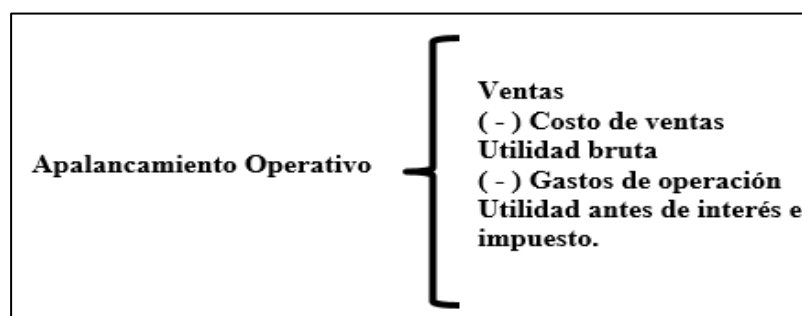 Apalancamiento Operativo
Ventas
( - ) Costo de ventas
Utilidad bruta
( - ) Gastos de operación
Utilidad antes de interés e
impuesto.